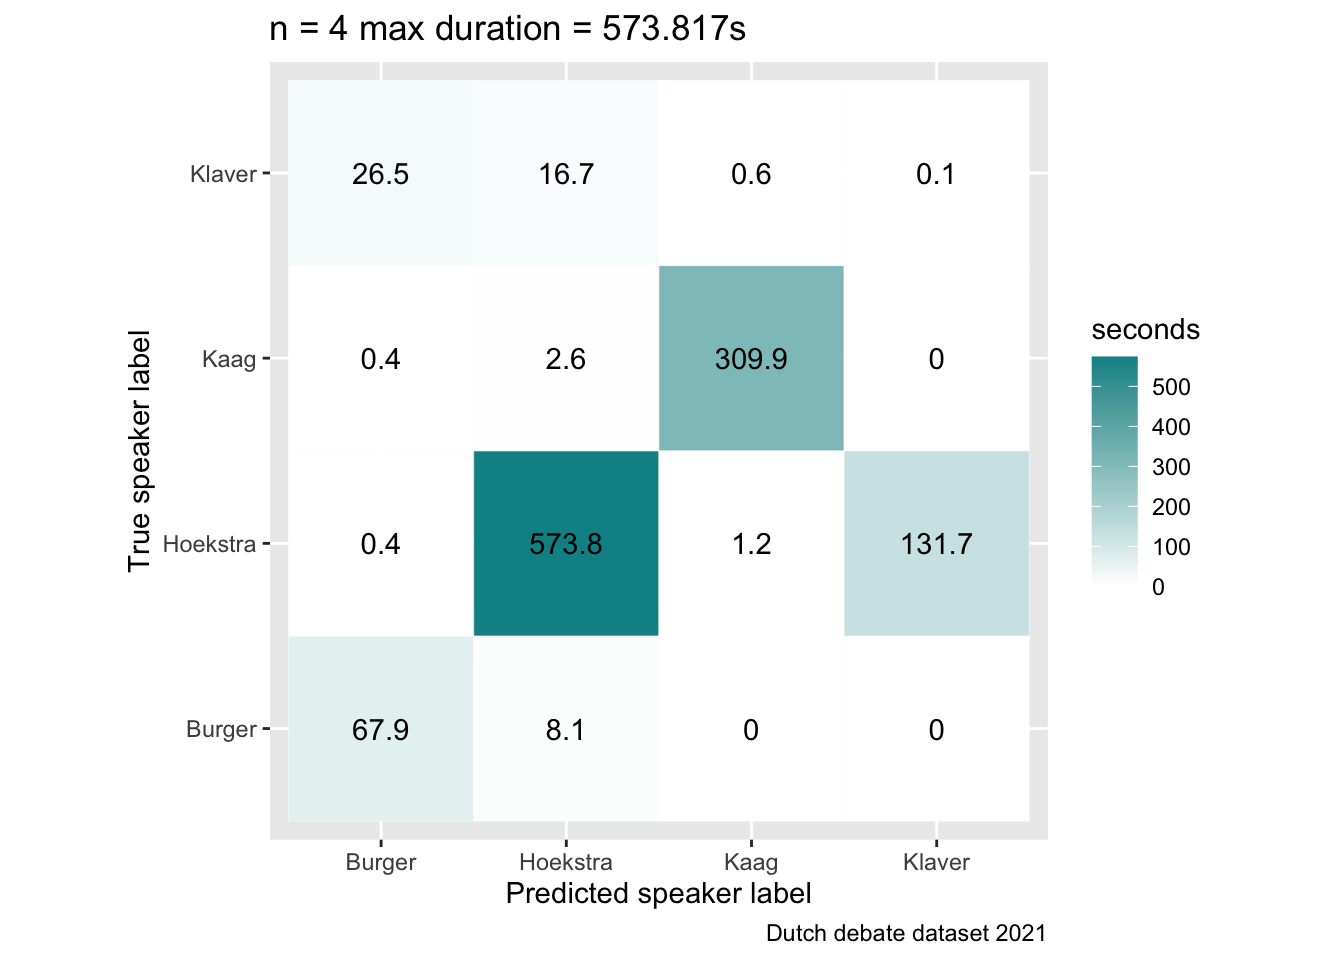 n = 4 max duration = 573.817s
Klaver 26.5 16.7 0.6 0.1
Kaag 0.4 2.6 309.9 0
Hoekstra 0.4 573.8 1.2 131.7
Burger 67.9 8.1 0 0
Burger Hoekstra Kaag Klaver
Predicted speaker label
True speaker label
seconds
500
400
300
200
100
0
Dutch debate dataset 2021